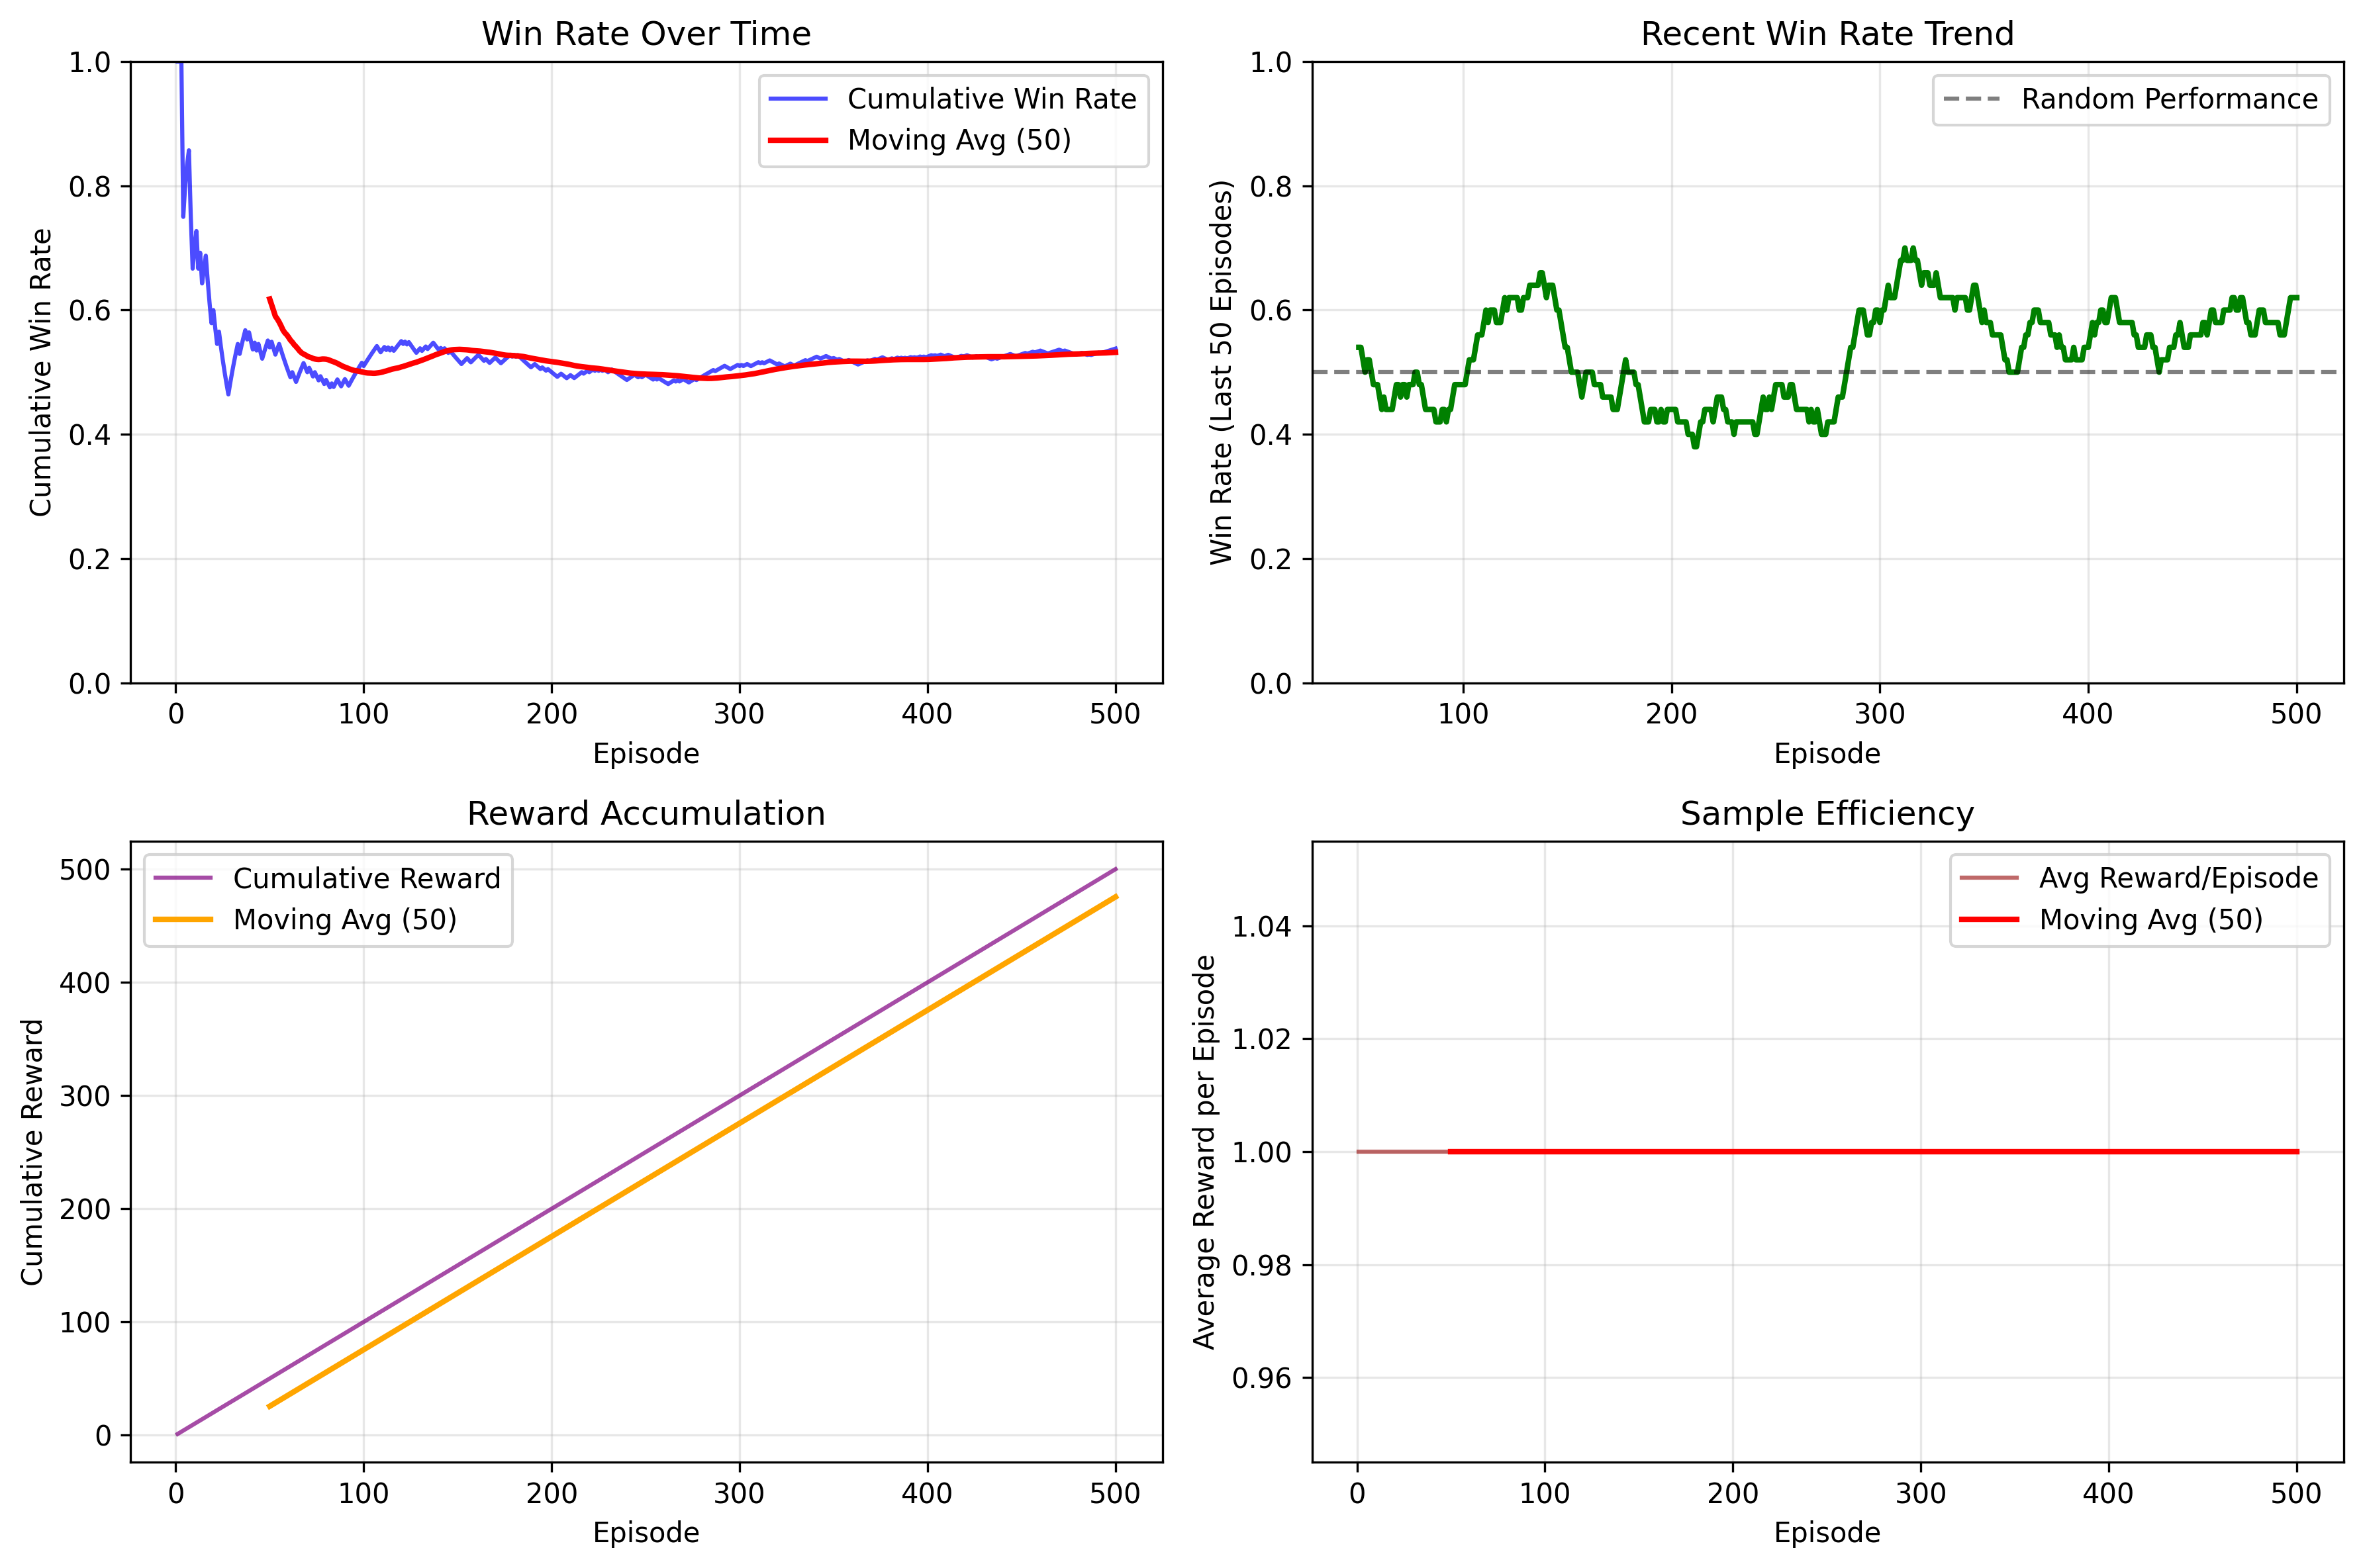 Win Rate Over Time
Cumulative Win Rate
1.0
0.8
0.6
0.4
0.2
0.0
Cumulative Win Rate
Moving Avg (50)
0 100 200 300 400 500
Episode
Recent Win Rate Trend
Win Rate (Last 50 Episodes)
1.0
0.8
0.6
0.4
0.2
0.0
Random Performance
100 200 300 400 500
Episode
Reward Accumulation
Cumulative Reward
500
400
300
200
100
0
Cumulative Reward
Moving Avg (50)
0 100 200 300 400 500
Episode
Sample Efficiency
Average Reward per Episode
1.04
1.02
1.00
0.98
0.96
Avg Reward/Episode
Moving Avg (50)
0 100 200 300 400 500
Episode